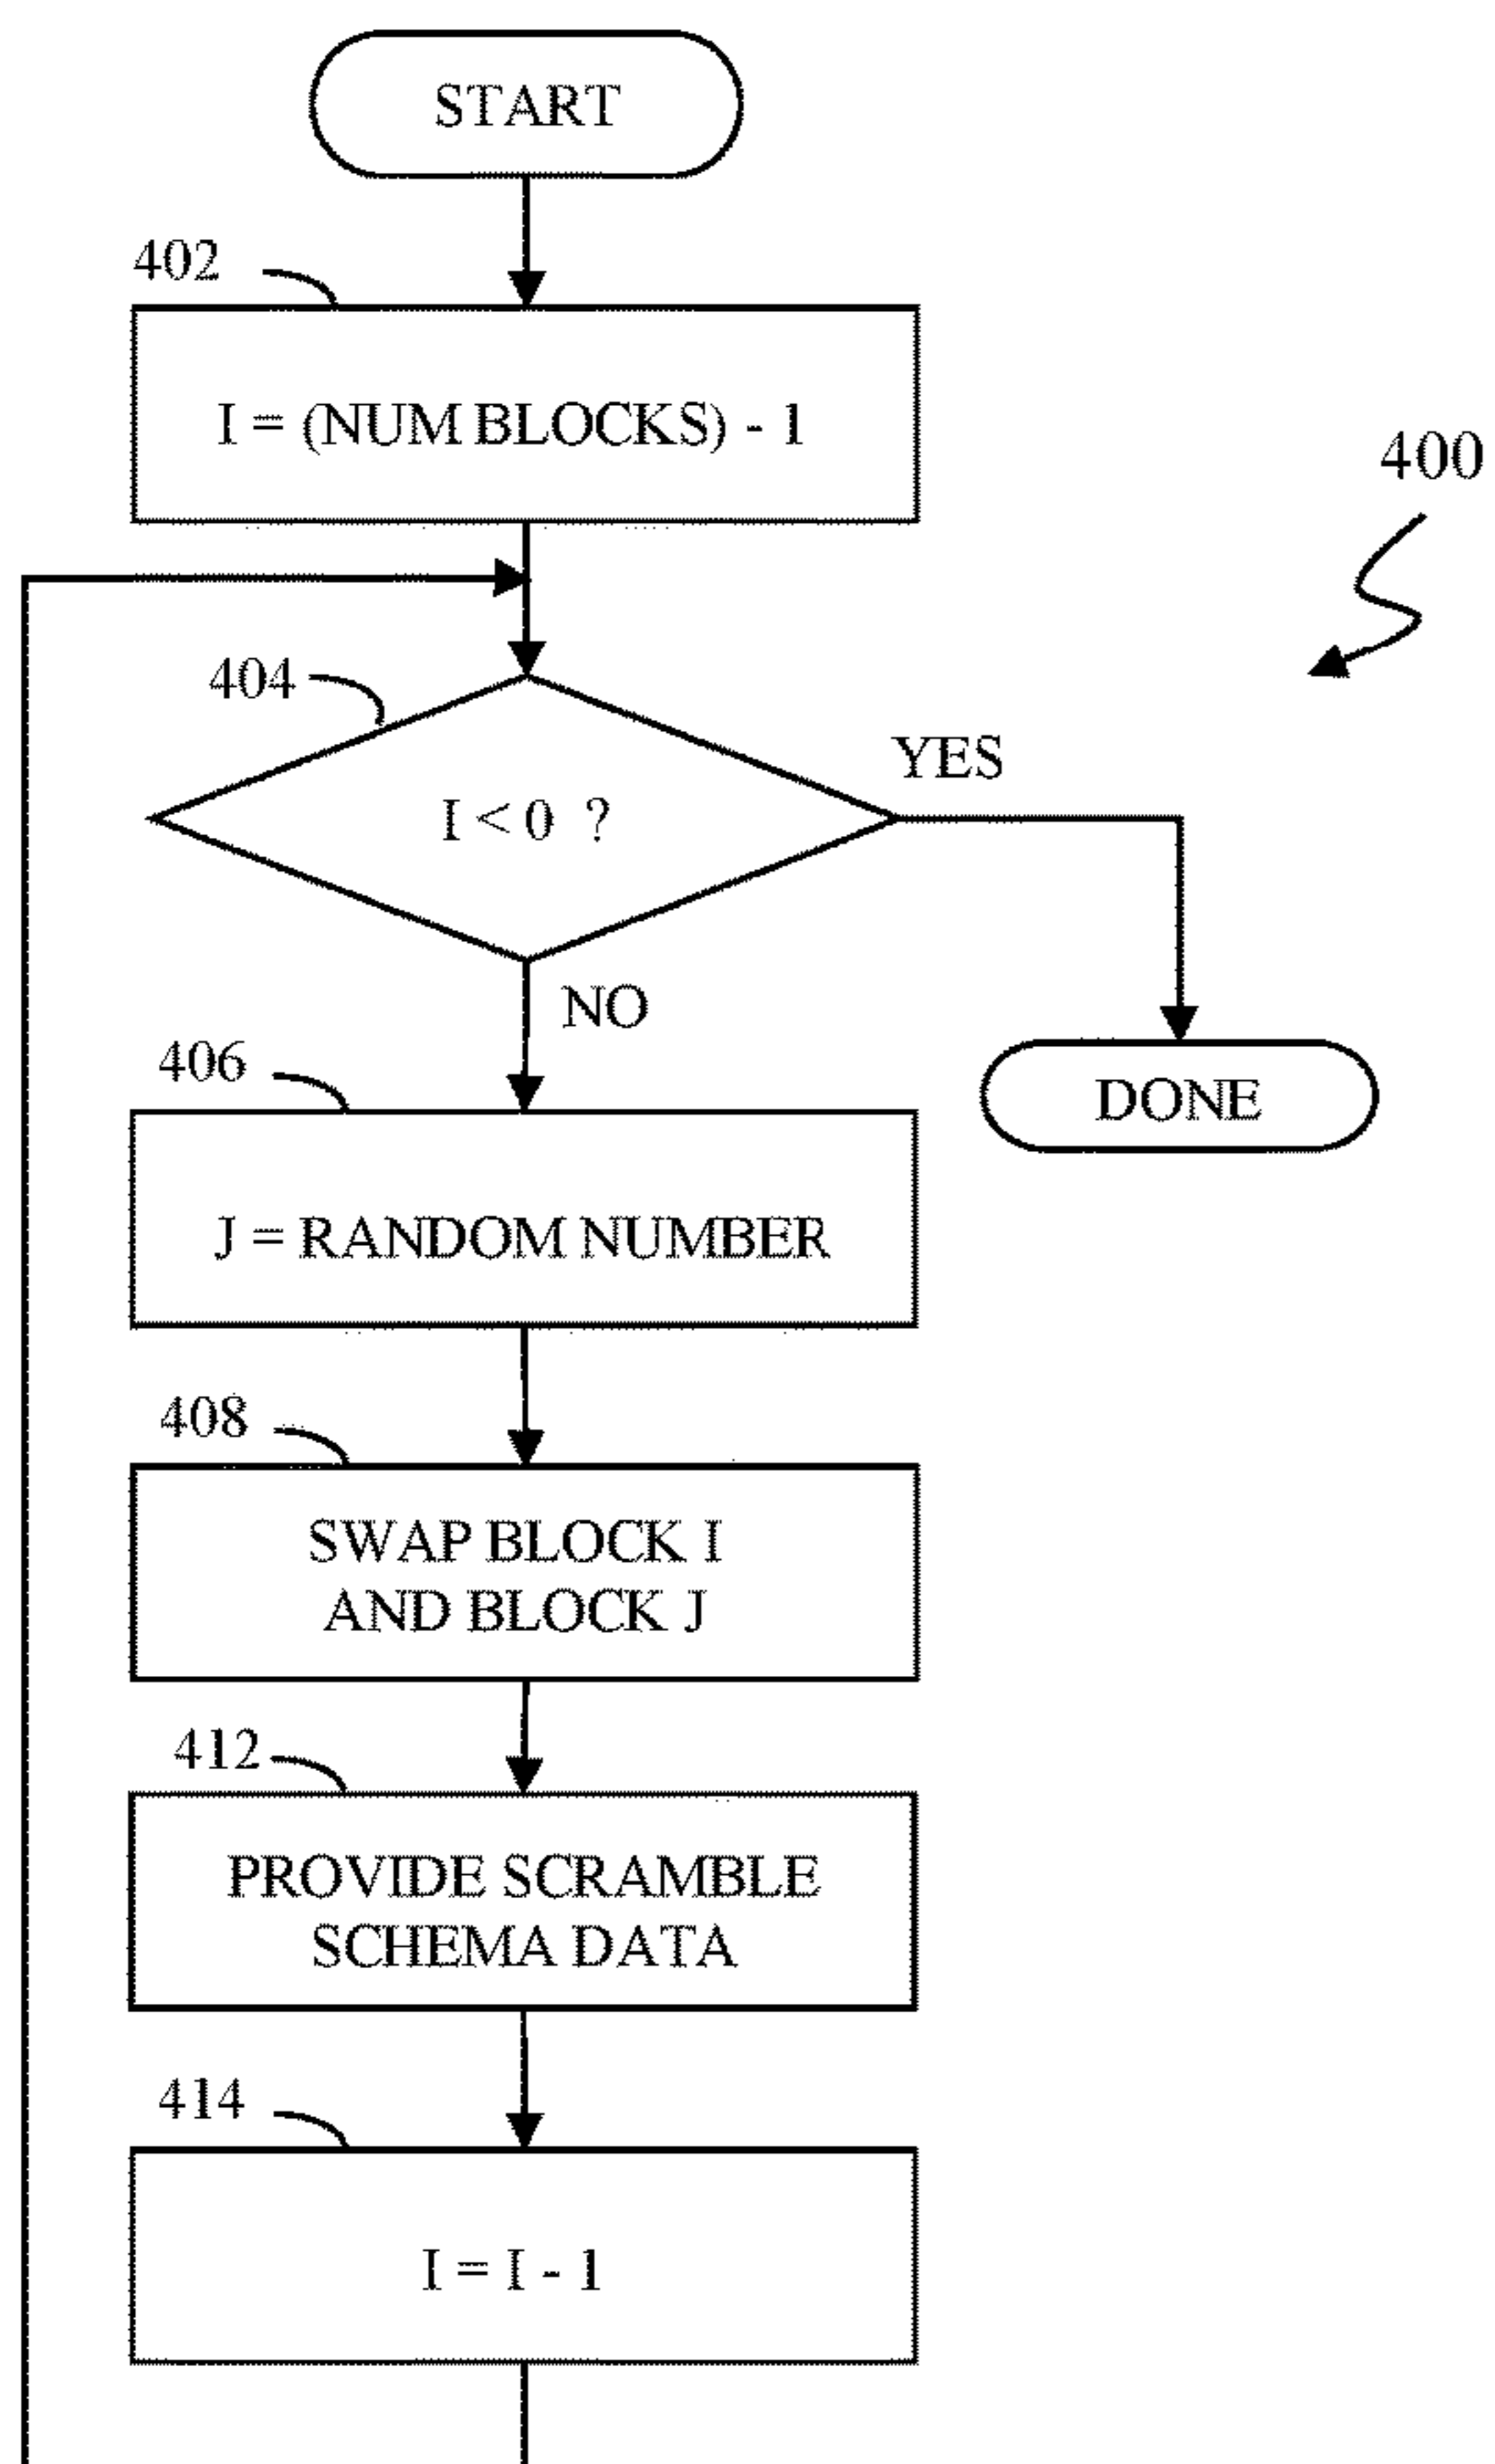 START
402
I = (NUM BLOCKS) - 1
400
404
I < 0 ?
YES
NO
DONE
406
J = RANDOM NUMBER
408
SWAP BLOCK I
AND BLOCK J
412
PROVIDE SCRAMBLE
SCHEMA DATA
414
I = I - 1